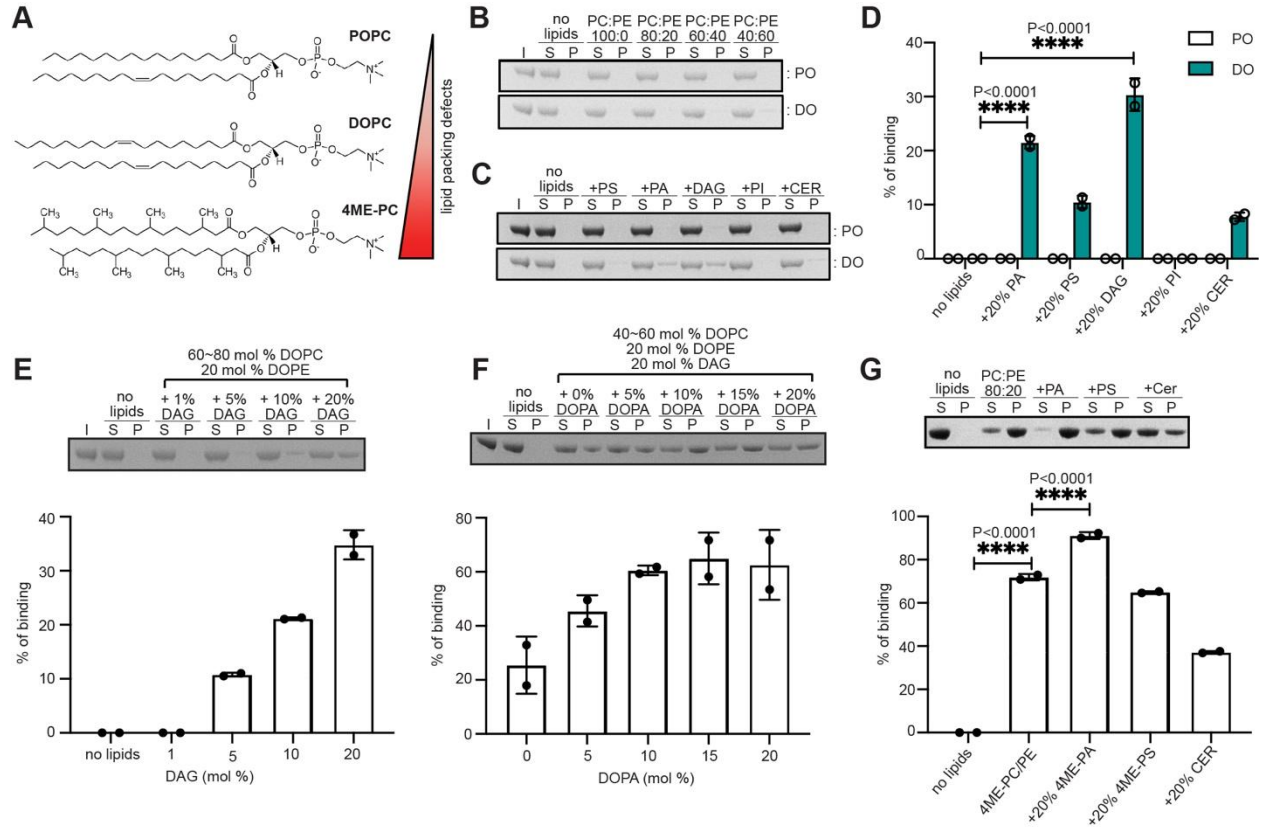 A
POPC
O
O
O
O
O
P
O
O⁻
N⁺
H
DOPC
O
O
O
O
O
P
O
O⁻
N⁺
H
4ME-PC
CH₃ CH₃ CH₃ CH₃
O
O
O
O
O
P
O
O⁻
N⁺
H
CH₃ CH₃ CH₃ CH₃
lipid packing defects
B
no lipids
PC:PE 100:0
PC:PE 80:20
PC:PE 60:40
PC:PE 40:60
I S P S P S P S P S P
: PO
: DO
C
no lipids
+PS +PA +DAG +PI +CER
I S P S P S P S P S P S P
: PO
: DO
D
P<0.0001
****
P<0.0001
****
PO
DO
% of binding
40
30
20
10
0
no lipids
+20% PA
+20% PS
+20% DAG
+20% PI
+20% CER
E
60~80 mol % DOPC
20 mol % DOPE
no lipids
+ 1% DAG
+ 5% DAG
+ 10% DAG
+ 20% DAG
I S P S P S P S P S P
% of binding
40
30
20
10
0
no lipids 1 5 10 20
DAG (mol %)
F
40~60 mol % DOPC
20 mol % DOPE
20 mol % DAG
no lipids
+ 0% DOPA
+ 5% DOPA
+ 10% DOPA
+ 15% DOPA
+ 20% DOPA
I S P S P S P S P S P S P
% of binding
80
60
40
20
0
0 5 10 15 20
DOPA (mol %)
G
no lipids
PC:PE 80:20
+PA +PS +Cer
S P S P S P S P S P
P<0.0001
****
P<0.0001
****
% of binding
100
80
60
40
20
0
no lipids
4ME-PC/PE
+20% 4ME-PA
+20% 4ME-PS
+20% CER